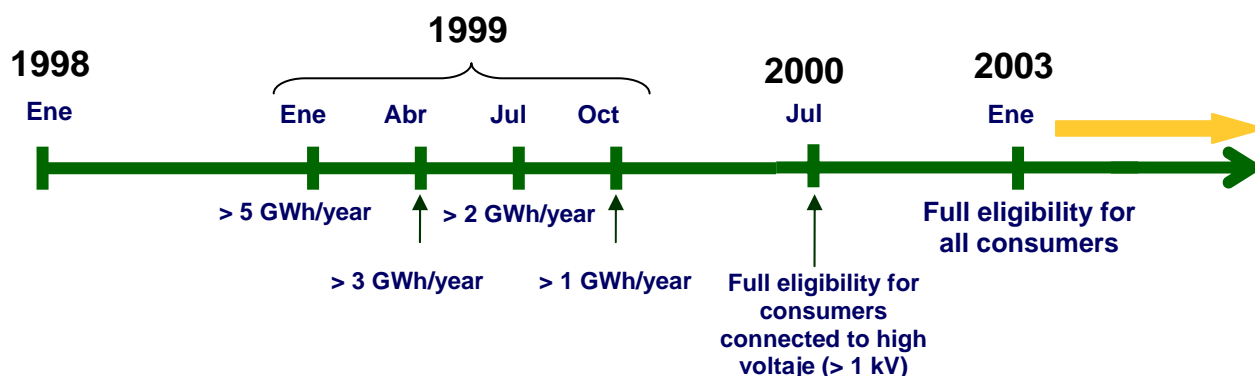 1999
1998
2000
2003
Ene
Ene
Abr
Jul
Oct
Jul
Ene
> 5 GWh/year
> 2 GWh/year
> 3 GWh/year
> 1 GWh/year
Full eligibility for
consumers
connected to high
voltaje (> 1 kV)
Full eligibility for
all consumers